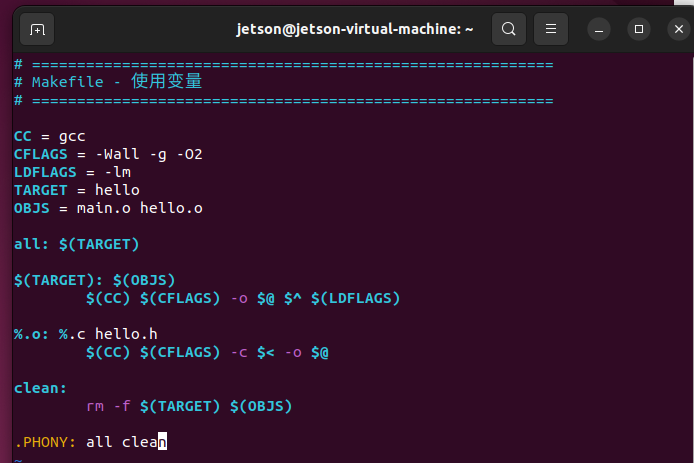 jetson@jetson-virtual-machine: ~
# ==========================================================
# Makefile - 使用变量
# ==========================================================
CC = gcc
CFLAGS = -Wall -g -O2
LDFLAGS = -lm
TARGET = hello
OBJS = main.o hello.o
all: $(TARGET)
$(TARGET): $(OBJS)
        $(CC) $(CFLAGS) -o $@ $^ $(LDFLAGS)
%.o: %.c hello.h
        $(CC) $(CFLAGS) -c $< -o $@
clean:
        rm -f $(TARGET) $(OBJS)
.PHONY: all clean
~